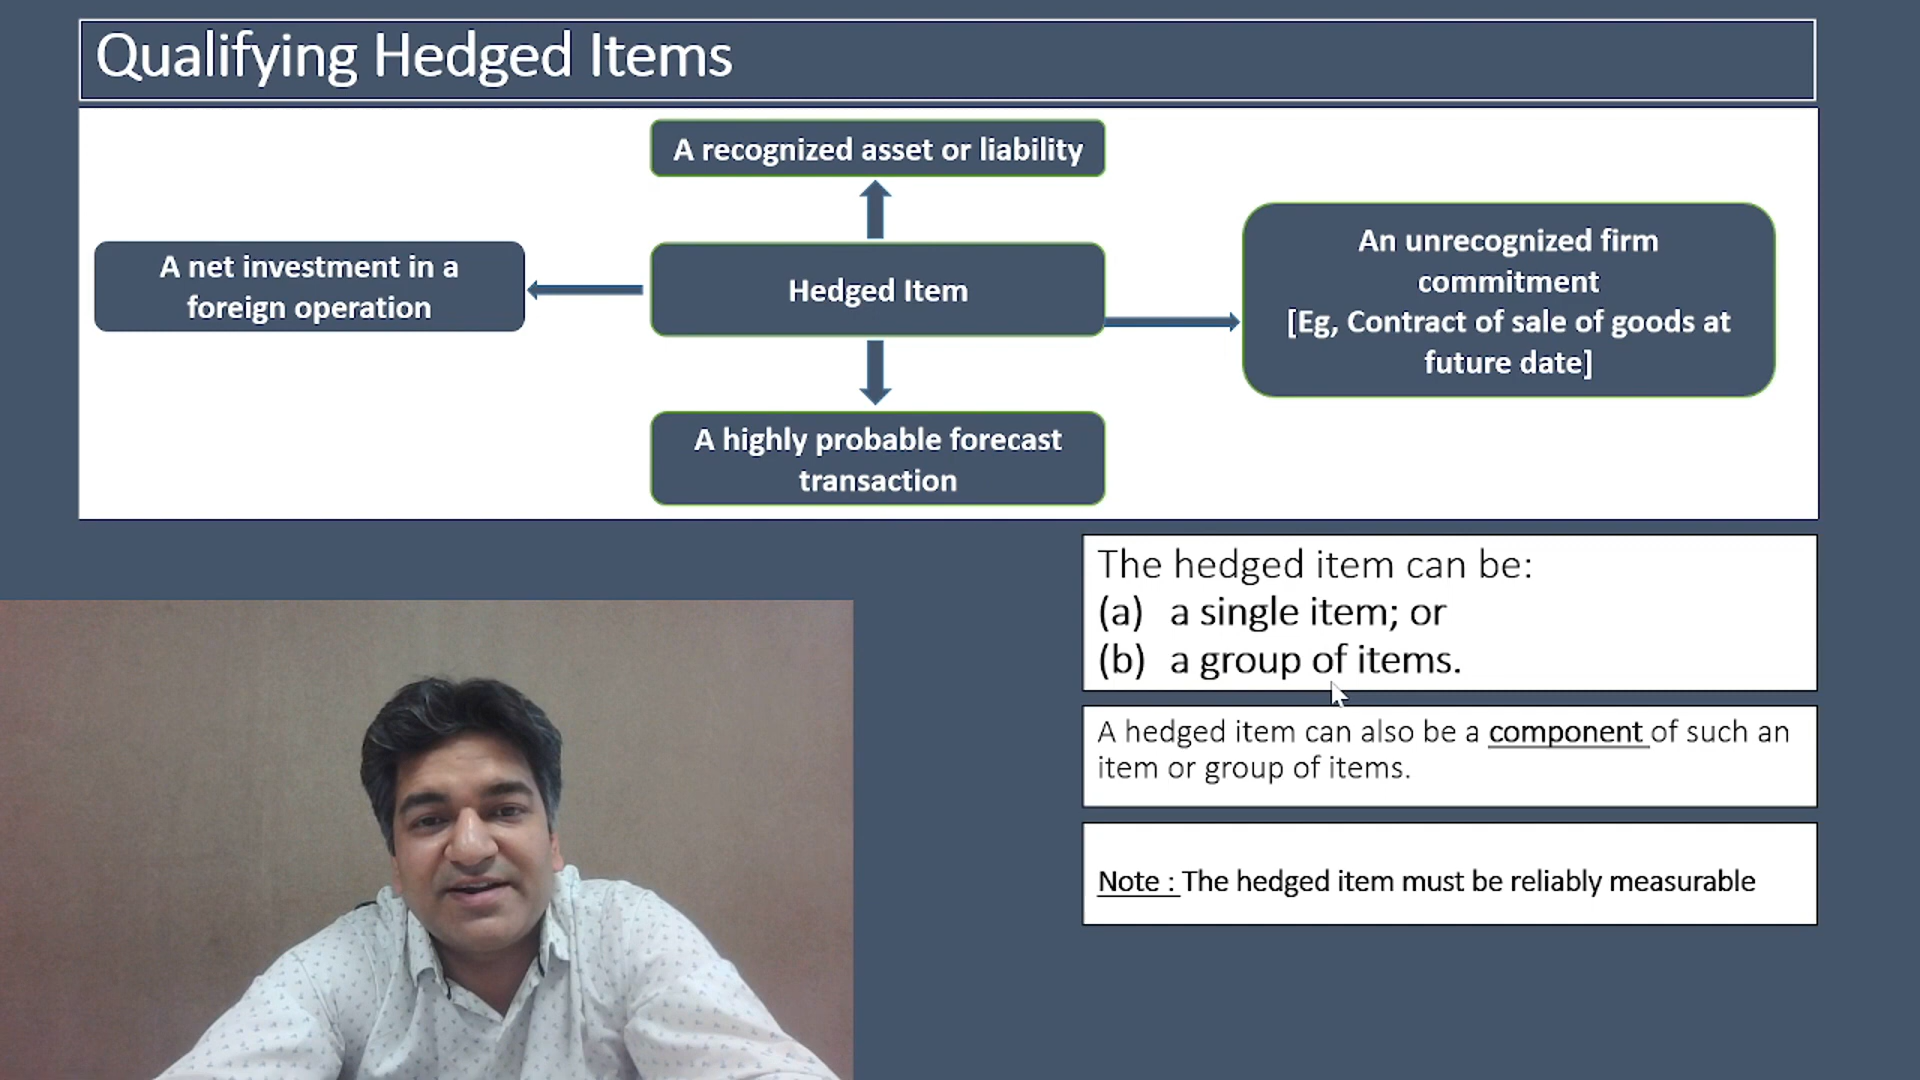 Qualifying Hedged Items
A recognized asset or liability
A net investment in a
foreign operation
Hedged Item
An unrecognized firm
commitment
[Eg, Contract of sale of goods at
future date]
A highly probable forecast
transaction
The hedged item can be:
(a) a single item; or
(b) a group of items.
A hedged item can also be a component of such an
item or group of items.
Note : The hedged item must be reliably measurable